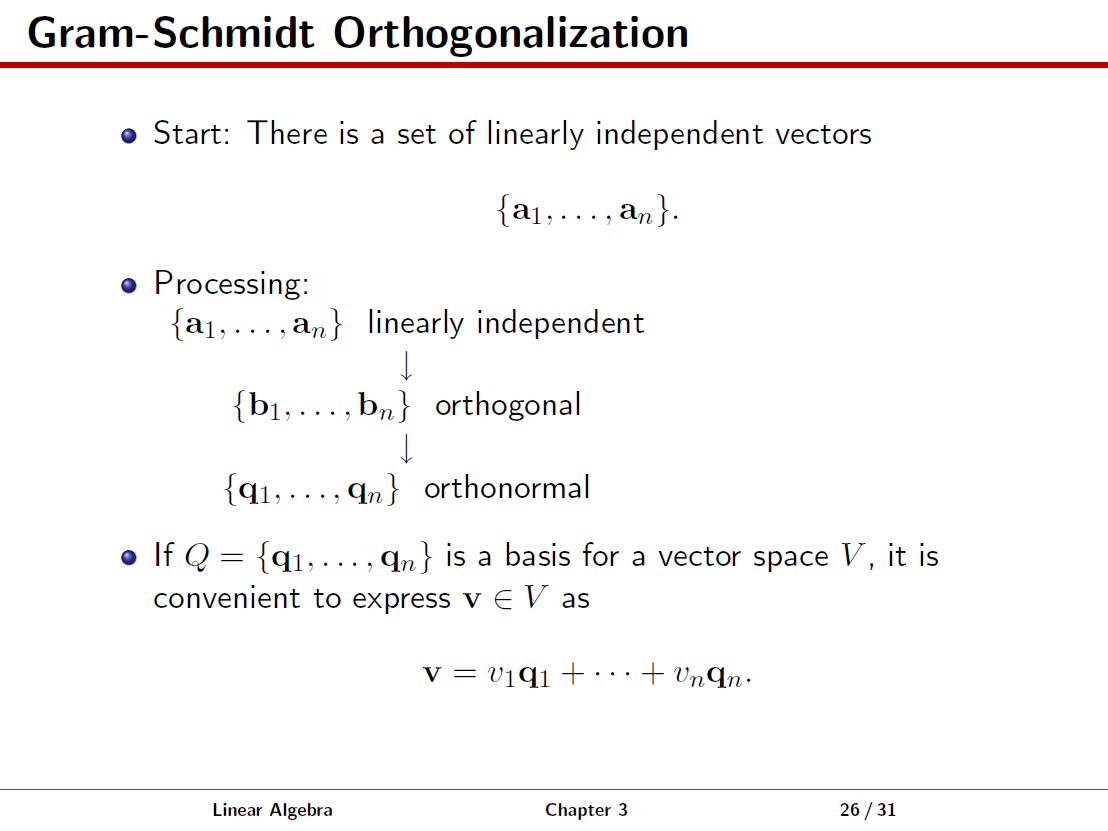 Gram-Schmidt Orthogonalization
Start: There is a set of linearly independent vectors
{a₁, . . . , aₙ}.
Processing:
{a₁, . . . , aₙ} linearly independent
↓
{b₁, . . . , bₙ} orthogonal
↓
{q₁, . . . , qₙ} orthonormal
If Q = {q₁, . . . , qₙ} is a basis for a vector space V, it is
convenient to express v ∈ V as
v = v₁q₁ + · · · + vₙqₙ.
Linear Algebra Chapter 3 26 / 31